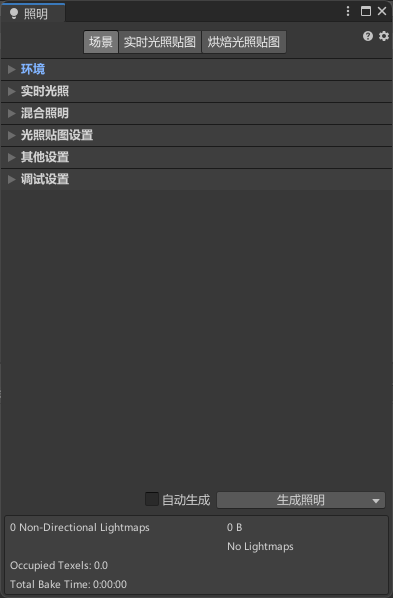 照明
场景 实时光照贴图 烘焙光照贴图
环境
实时光照
混合照明
光照贴图设置
其他设置
调试设置
自动生成 生成照明
0 Non-Directional Lightmaps 0 B
No Lightmaps
Occupied Texels: 0.0
Total Bake Time: 0:00:00